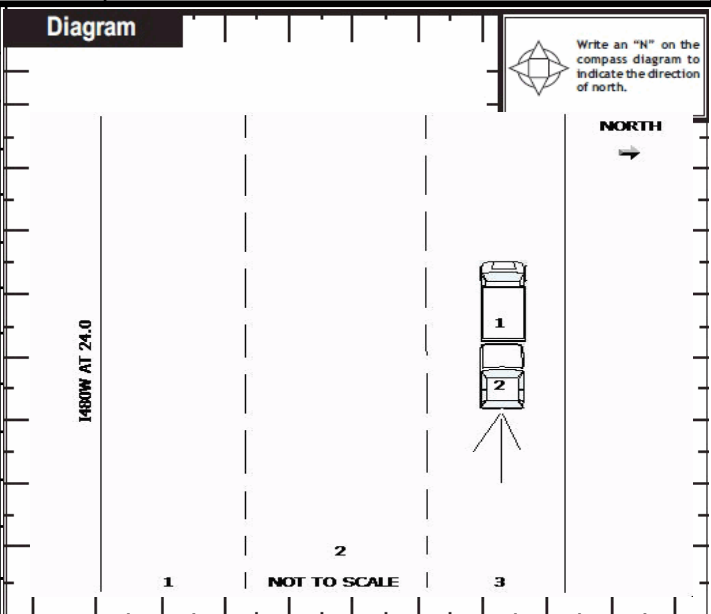 Diagram
Write an “N” on the
compass diagram to
indicate the direction
of north.
NORTH
I480W AT 24.0
1
2
2
1
NOT TO SCALE
3